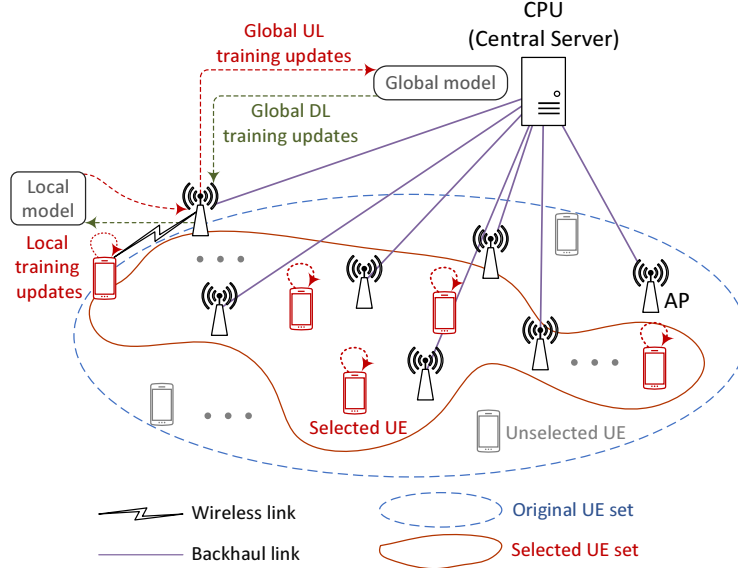 CPU
(Central Server)
Global UL
training updates
Global model
Global DL
training updates
Local
model
Local
training
updates
AP
Selected UE
Unselected UE
Wireless link
Original UE set
Backhaul link
Selected UE set